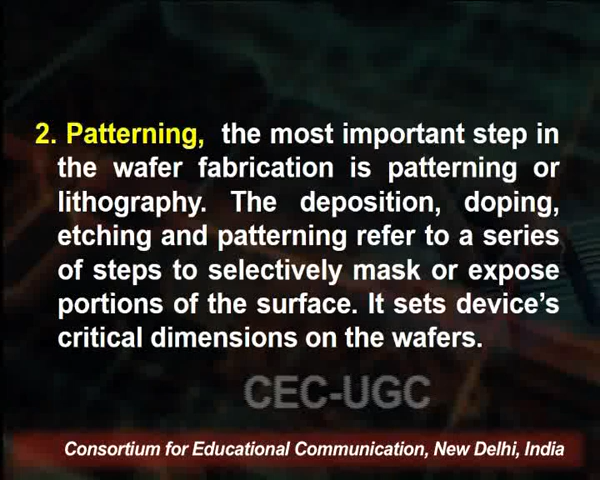 2. Patterning, the most important step in
the wafer fabrication is patterning or
lithography. The deposition, doping,
etching and patterning refer to a series
of steps to selectively mask or expose
portions of the surface. It sets device's
critical dimensions on the wafers.
CEC-UGC
Consortium for Educational Communication, New Delhi, India